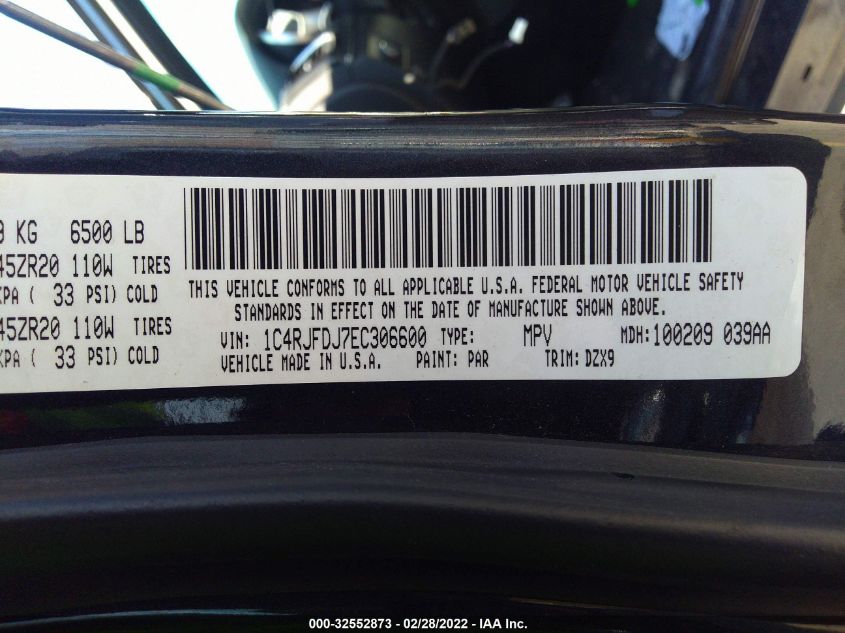 KG 6500 LB
45ZR20 110W TIRES
KPA ( 33 PSI) COLD
45ZR20 110W TIRES
KPA ( 33 PSI) COLD
THIS VEHICLE CONFORMS TO ALL APPLICABLE U.S.A. FEDERAL MOTOR VEHICLE SAFETY
STANDARDS IN EFFECT ON THE DATE OF MANUFACTURE SHOWN ABOVE.
VIN: 1C4RJFDJ7EC306600 TYPE: MPV MDH:100209 039AA
VEHICLE MADE IN U.S.A. PAINT: PAR TRIM: DZX9
000-32552873 - 02/28/2022 - IAA Inc.